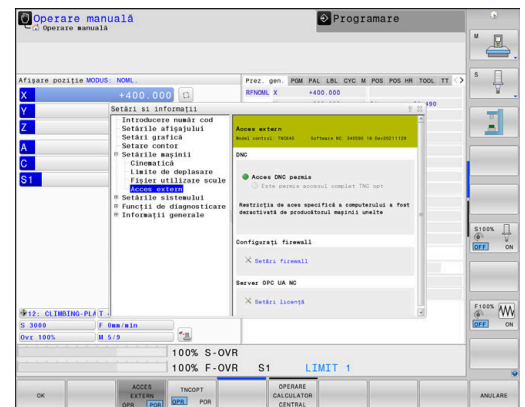 Operare manuală
Operare manuală
Programare
Afişare poziţie MODUS: NOML.
X +400.000
Y
Z
A
C
S1
Prez. gen. PGM PAL LBL CYC M POS POS HR TOOL TT
RFNOML X +400.000
Setări si informaţii
Introducere număr cod
Setările afişajului
Setări grafică
Setare contor
Setările maşinii
Cinematică
Limite de deplasare
Fişier utilizare scule
Acces extern
Setările sistemului
Funcţii de diagnosticare
Informaţii generale
Acces extern
DNC
Acces DNC permis
Este permis accesul complet TNC opt
Restricţia de aces specifică a computerului a fost
dezactivată de producătorul maşinii unelte
Configuraţi firewall
Setări firewall
Server OPC UA NC
Setări licenţă
12: CLIMBING-PLA T
S 3000 F 0mm/min
Ovr 100% M 5/9
100% S-OVR
100% F-OVR S1 LIMIT 1
M
S
S100%
OFF ON
F100%
OFF ON
OK
ACCES
EXTERN
OPR POR
TNCOPT
OPR POR
OPERARE
CALCULATOR
CENTRAL
ANULARE